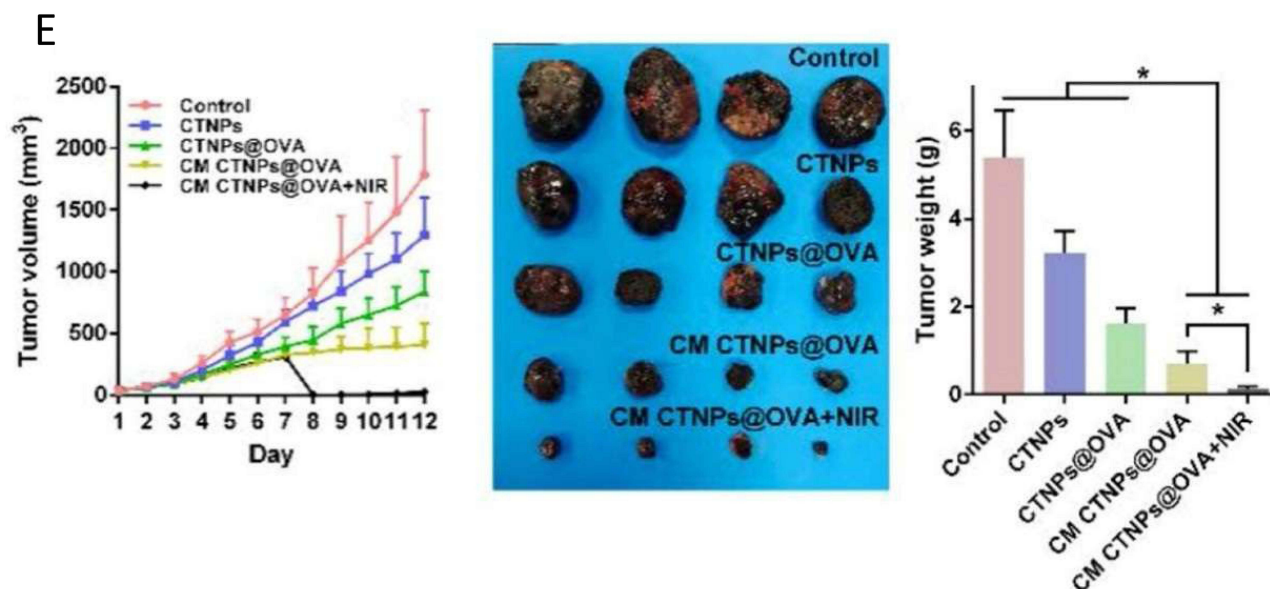 E
Tumor volume (mm³)
2500
2000
1500
1000
500
0
Control
CTNPs
CTNPs@OVA
CM CTNPs@OVA
CM CTNPs@OVA+NIR
1 2 3 4 5 6 7 8 9 10 11 12
Day
Control
CTNPs
CTNPs@OVA
CM CTNPs@OVA
CM CTNPs@OVA+NIR
Tumor weight (g)
6
4
2
0
*
*
Control
CTNPs
CTNPs@OVA
CM CTNPs@OVA
CM CTNPs@OVA+NIR